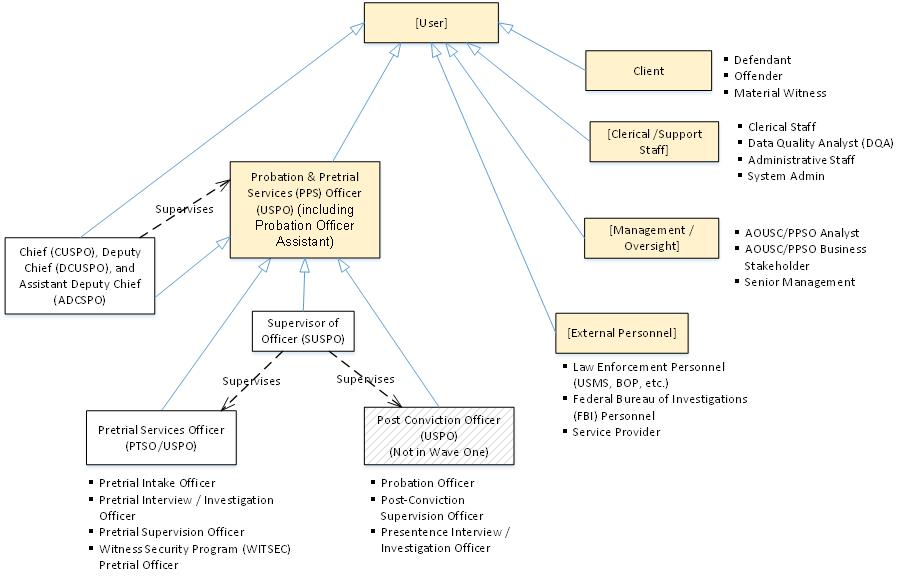 [User]
Client
▪ Defendant
▪ Offender
▪ Material Witness
[Clerical /Support
Staff]
▪ Clerical Staff
▪ Data Quality Analyst (DQA)
▪ Administrative Staff
▪ System Admin
Probation & Pretrial
Services (PPS) Officer
(USPO) (including
Probation Officer
Assistant)
Supervises
Chief (CUSPO), Deputy
Chief (DCUSPO), and
Assistant Deputy Chief
(ADCSPO)
[Management /
Oversight]
▪ AOUSC/PPSO Analyst
▪ AOUSC/PPSO Business
Stakeholder
▪ Senior Management
Supervisor of
Officer (SUSPO)
[External Personnel]
▪ Law Enforcement Personnel
(USMS, BOP, etc.)
▪ Federal Bureau of Investigations
(FBI) Personnel
▪ Service Provider
Supervises
Supervises
Pretrial Services Officer
(PTSO /USPO)
▪ Pretrial Intake Officer
▪ Pretrial Interview / Investigation
Officer
▪ Pretrial Supervision Officer
▪ Witness Security Program (WITSEC)
Pretrial Officer
Post Conviction Officer
(USPO)
(Not in Wave One)
▪ Probation Officer
▪ Post-Conviction
Supervision Officer
▪ Presentence Interview /
Investigation Officer